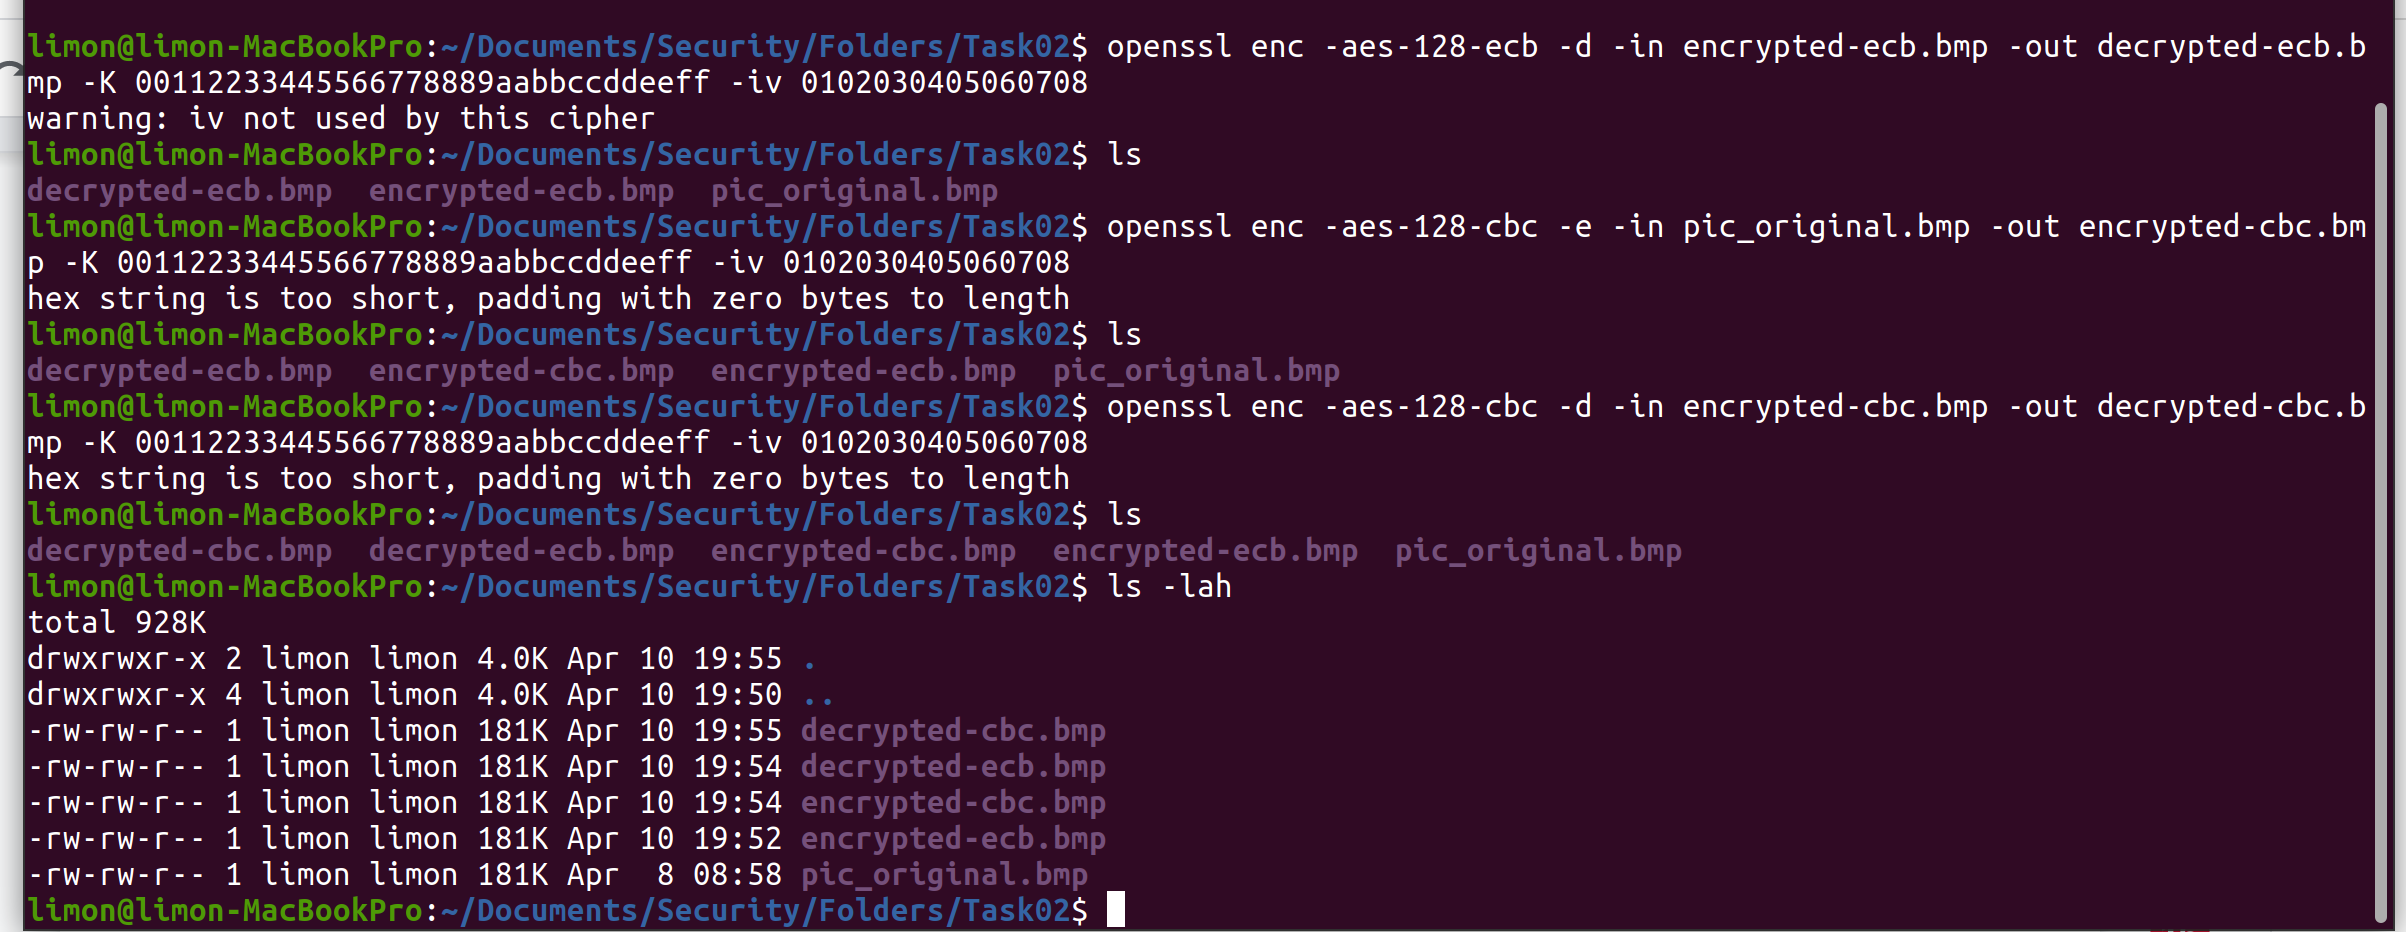 limon@limon-MacBookPro:~/Documents/Security/Folders/Task02$ openssl enc -aes-128-ecb -d -in encrypted-ecb.bmp -out decrypted-ecb.b
mp -K 00112233445566778889aabbccddeeff -iv 0102030405060708
warning: iv not used by this cipher
limon@limon-MacBookPro:~/Documents/Security/Folders/Task02$ ls
decrypted-ecb.bmp  encrypted-ecb.bmp  pic_original.bmp
limon@limon-MacBookPro:~/Documents/Security/Folders/Task02$ openssl enc -aes-128-cbc -e -in pic_original.bmp -out encrypted-cbc.bm
p -K 00112233445566778889aabbccddeeff -iv 0102030405060708
hex string is too short, padding with zero bytes to length
limon@limon-MacBookPro:~/Documents/Security/Folders/Task02$ ls
decrypted-ecb.bmp  encrypted-cbc.bmp  encrypted-ecb.bmp  pic_original.bmp
limon@limon-MacBookPro:~/Documents/Security/Folders/Task02$ openssl enc -aes-128-cbc -d -in encrypted-cbc.bmp -out decrypted-cbc.b
mp -K 00112233445566778889aabbccddeeff -iv 0102030405060708
hex string is too short, padding with zero bytes to length
limon@limon-MacBookPro:~/Documents/Security/Folders/Task02$ ls
decrypted-cbc.bmp  decrypted-ecb.bmp  encrypted-cbc.bmp  encrypted-ecb.bmp  pic_original.bmp
limon@limon-MacBookPro:~/Documents/Security/Folders/Task02$ ls -lah
total 928K
drwxrwxr-x 2 limon limon 4.0K Apr 10 19:55 .
drwxrwxr-x 4 limon limon 4.0K Apr 10 19:50 ..
-rw-rw-r-- 1 limon limon 181K Apr 10 19:55 decrypted-cbc.bmp
-rw-rw-r-- 1 limon limon 181K Apr 10 19:54 decrypted-ecb.bmp
-rw-rw-r-- 1 limon limon 181K Apr 10 19:54 encrypted-cbc.bmp
-rw-rw-r-- 1 limon limon 181K Apr 10 19:52 encrypted-ecb.bmp
-rw-rw-r-- 1 limon limon 181K Apr  8 08:58 pic_original.bmp
limon@limon-MacBookPro:~/Documents/Security/Folders/Task02$